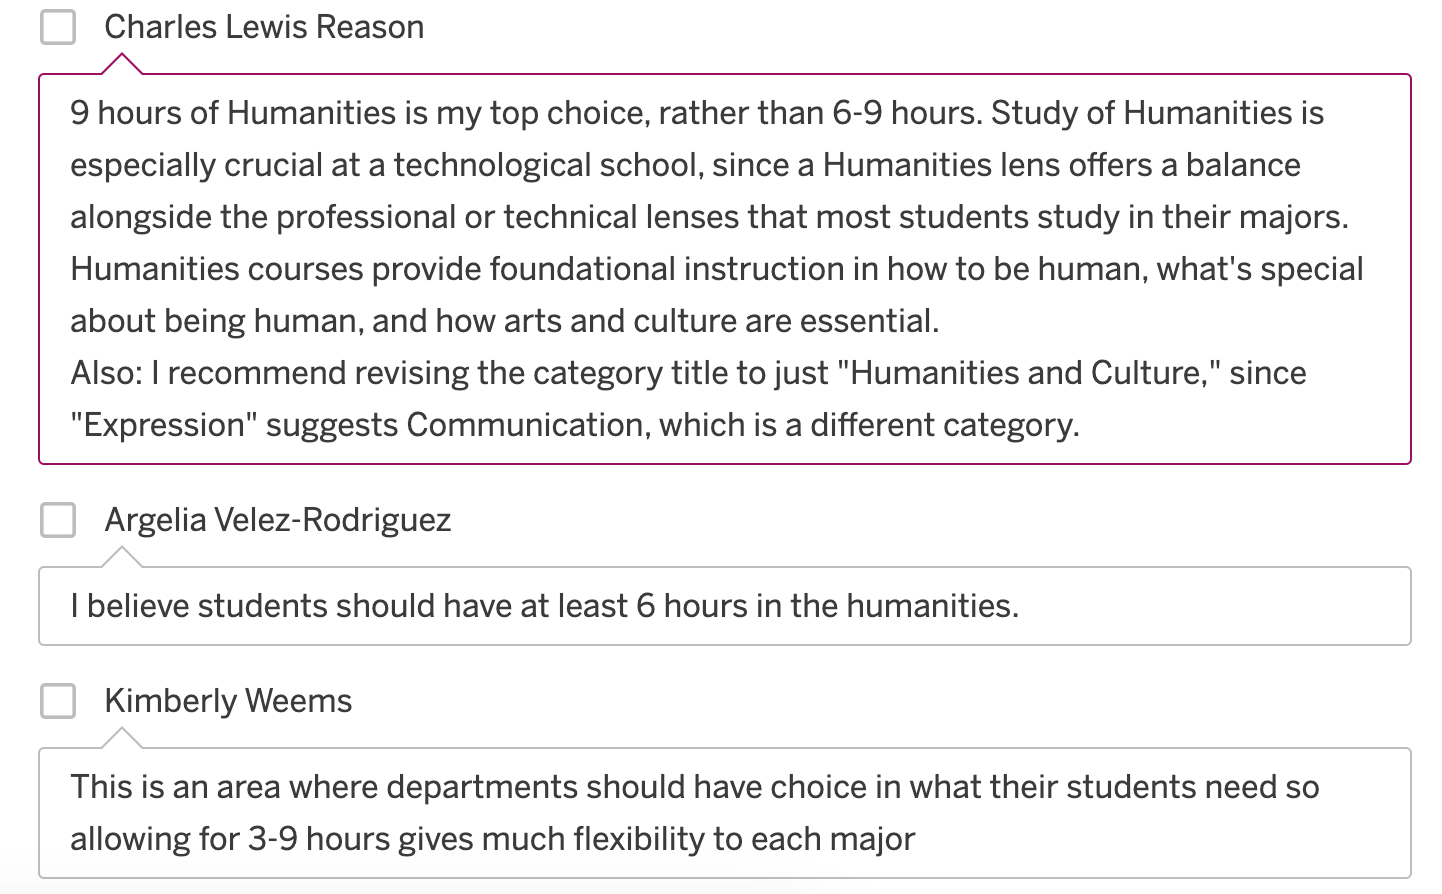 Charles Lewis Reason
9 hours of Humanities is my top choice, rather than 6-9 hours. Study of Humanities is
especially crucial at a technological school, since a Humanities lens offers a balance
alongside the professional or technical lenses that most students study in their majors.
Humanities courses provide foundational instruction in how to be human, what's special
about being human, and how arts and culture are essential.
Also: I recommend revising the category title to just "Humanities and Culture," since
"Expression" suggests Communication, which is a different category.
Argelia Velez-Rodriguez
I believe students should have at least 6 hours in the humanities.
Kimberly Weems
This is an area where departments should have choice in what their students need so
allowing for 3-9 hours gives much flexibility to each major